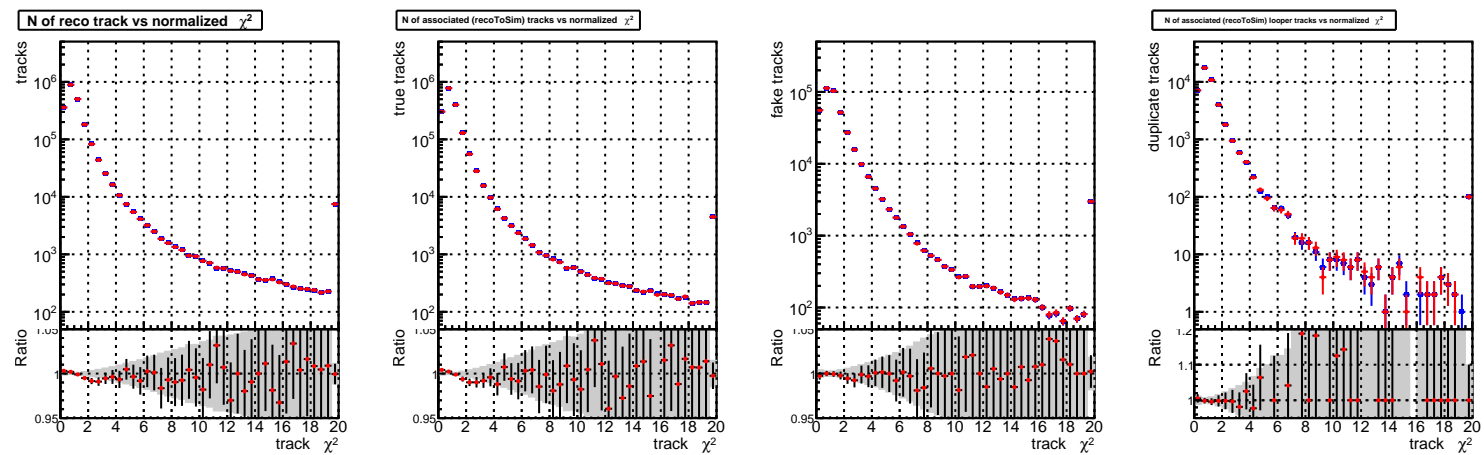 N of reco track vs normalized χ²
tracks
10⁶
10⁵
10⁴
10³
10²
Ratio
1.05
1
0.95
0 2 4 6 8 10 12 14 16 18 20
track χ²
N of associated (recoToSim) tracks vs normalized χ²
true tracks
10⁶
10⁵
10⁴
10³
10²
Ratio
1.05
1
0.95
0 2 4 6 8 10 12 14 16 18 20
track χ²
fake tracks
10⁵
10⁴
10³
10²
Ratio
1.05
1
0.95
0 2 4 6 8 10 12 14 16 18 20
track χ²
N of associated (recoToSim) looper tracks vs normalized χ²
duplicate tracks
10⁴
10³
10²
10
1
Ratio
1.2
1.1
1
0 2 4 6 8 10 12 14 16 18 20
track χ²